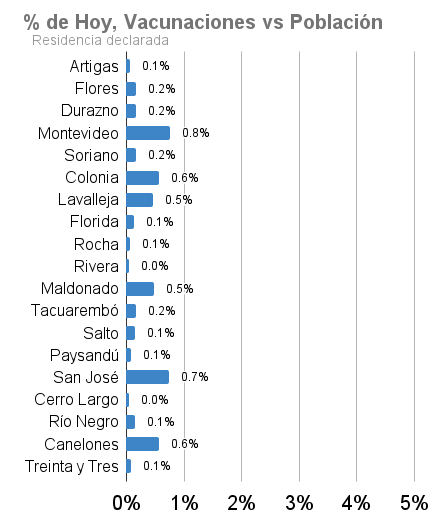 % de Hoy, Vacunaciones vs Población
Residencia declarada
Artigas 0.1%
Flores 0.2%
Durazno 0.2%
Montevideo 0.8%
Soriano 0.2%
Colonia 0.6%
Lavalleja 0.5%
Florida 0.1%
Rocha 0.1%
Rivera 0.0%
Maldonado 0.5%
Tacuarembó 0.2%
Salto 0.1%
Paysandú 0.1%
San José 0.7%
Cerro Largo 0.0%
Río Negro 0.1%
Canelones 0.6%
Treinta y Tres 0.1%
0% 1% 2% 3% 4% 5%